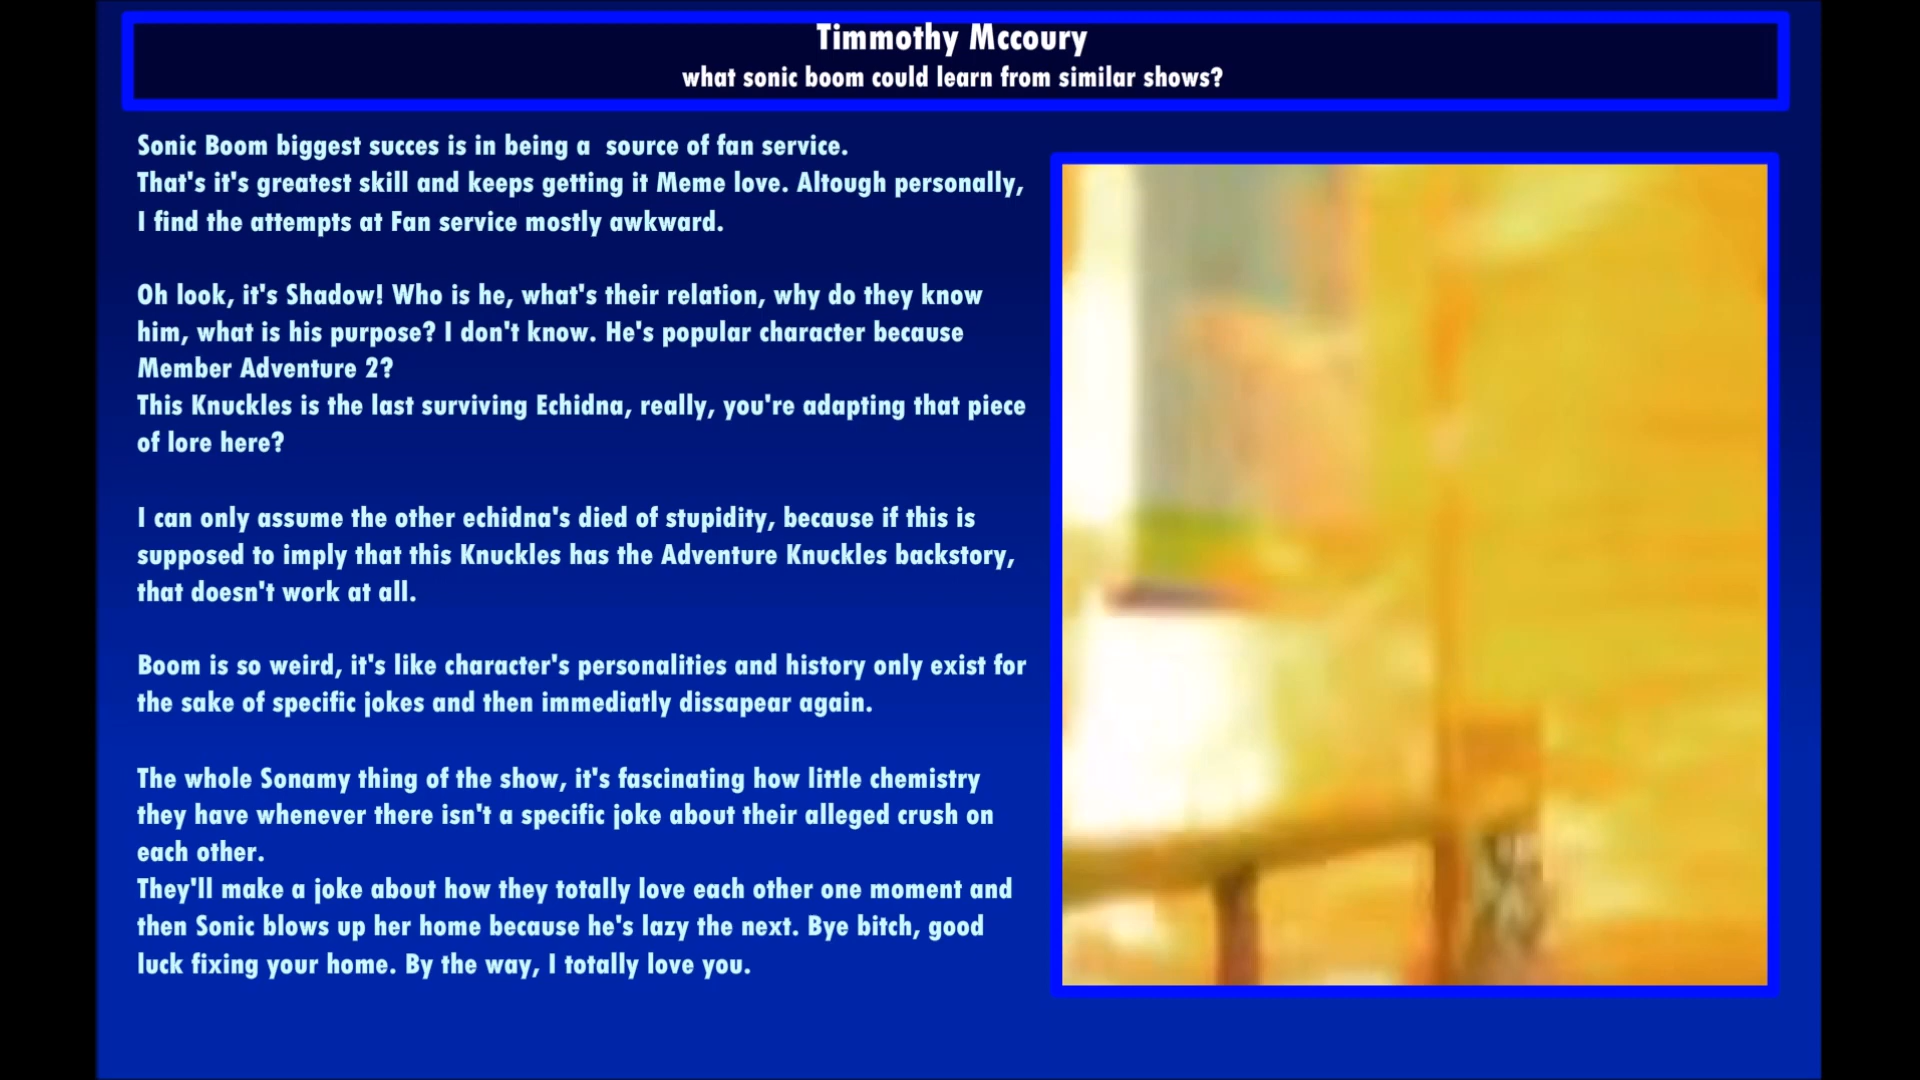 Timmothy Mccoury
what sonic boom could learn from similar shows?
Sonic Boom biggest succes is in being a  source of fan service.
That's it's greatest skill and keeps getting it Meme love. Altough personally,
I find the attempts at Fan service mostly awkward.
Oh look, it's Shadow! Who is he, what's their relation, why do they know
him, what is his purpose? I don't know. He's popular character because
Member Adventure 2?
This Knuckles is the last surviving Echidna, really, you're adapting that piece
of lore here?
I can only assume the other echidna's died of stupidity, because if this is
supposed to imply that this Knuckles has the Adventure Knuckles backstory,
that doesn't work at all.
Boom is so weird, it's like character's personalities and history only exist for
the sake of specific jokes and then immediatly dissapear again.
The whole Sonamy thing of the show, it's fascinating how little chemistry
they have whenever there isn't a specific joke about their alleged crush on
each other.
They'll make a joke about how they totally love each other one moment and
then Sonic blows up her home because he's lazy the next. Bye bitch, good
luck fixing your home. By the way, I totally love you.